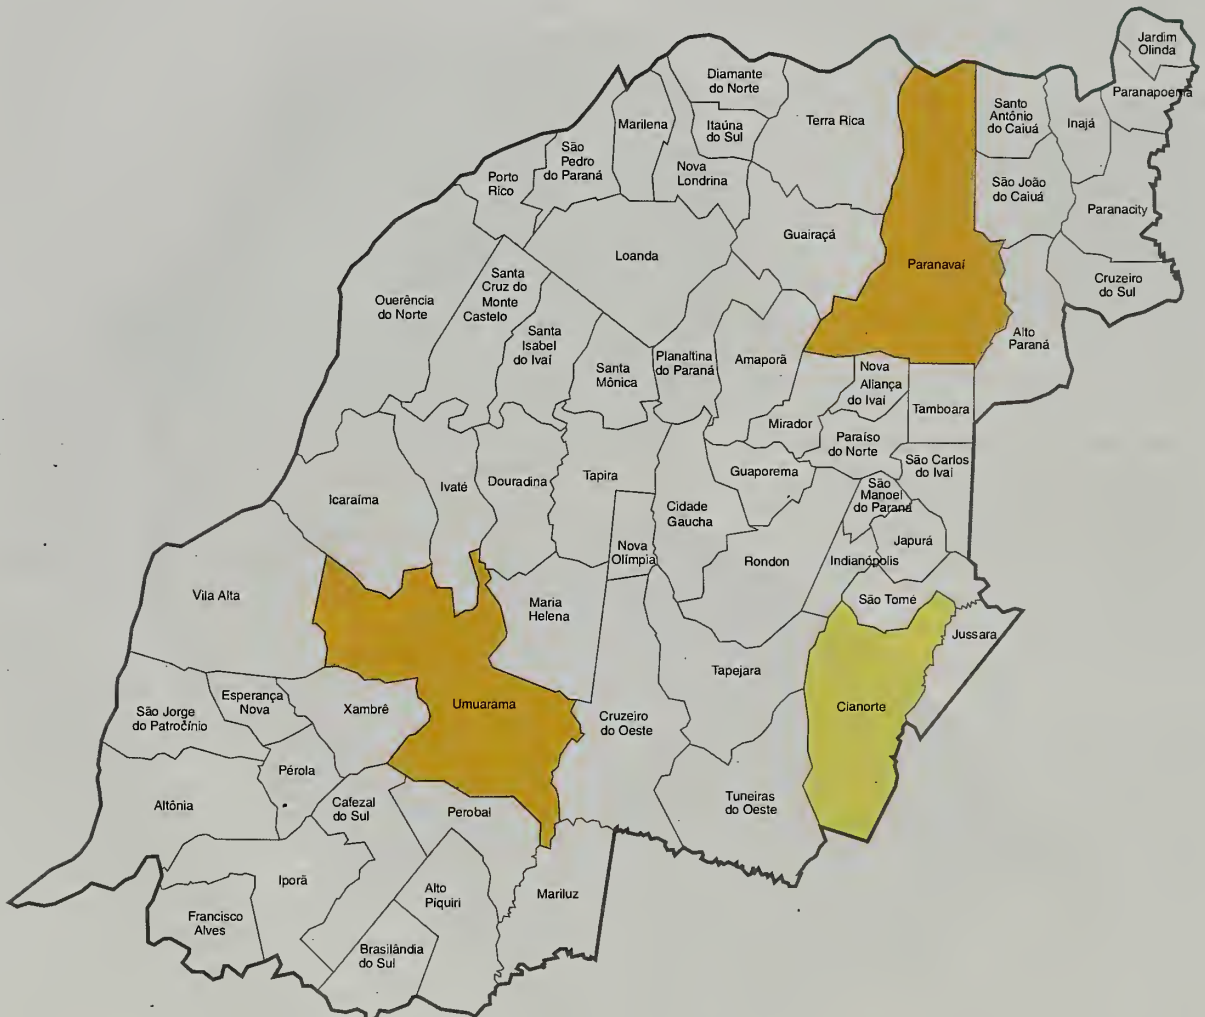 Jardim
Olinda
Diamante
do Norte
Paranapoema
Terra Rica
Santo
Antônio
do Caiuá
Inajá
Marilena
Itaúna
do Sul
São
Pedro
do Paraná
Nova
Londrina
Porto
Rico
São João
do Caiuá
Paranacity
Guairaçá
Loanda
Paranavaí
Santa
Cruz do
Monte
Castelo
Cruzeiro
do Sul
Querência
do Norte
Santa
Isabel
do Ivaí
Alto
Paraná
Planaltina
do Paraná
Amaporã
Santa
Mônica
Nova
Aliança
do Ivaí
Tamboara
Mirador
Paraíso
do Norte
São Carlos
do Ivaí
Guaporema
Tapira
Douradina
Ivaté
Icaraíma
São
Manoel
do Paraná
Cidade
Gaucha
Japurá
Nova
Olímpia
Rondon
Indianópolis
Vila Alta
São Tomé
Maria
Helena
Jussara
Tapejara
Esperança
Nova
Xambrê
Umuarama
Cianorte
São Jorge
do Patrocínio
Cruzeiro
do Oeste
Pérola
Altônia
Cafezal
do Sul
Perobal
Tuneiras
do Oeste
Iporã
Alto
Piquiri
Mariluz
Francisco
Alves
Brasilândia
do Sul